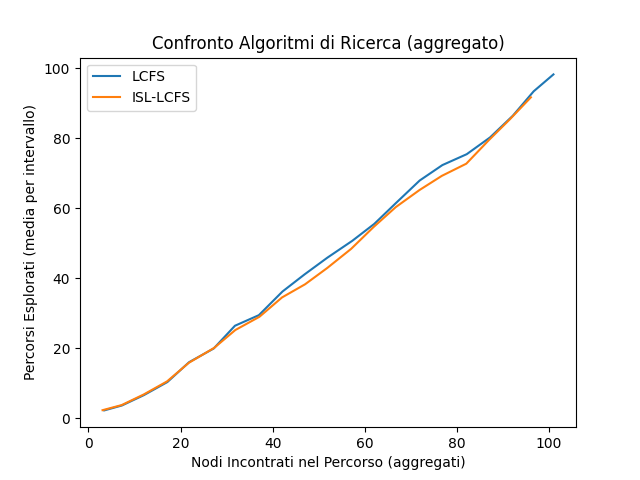 Confronto Algoritmi di Ricerca (aggregato)
LCFS
ISL-LCFS
Percorsi Esplorati (media per intervallo)
100
80
60
40
20
0
0 20 40 60 80 100
Nodi Incontrati nel Percorso (aggregati)